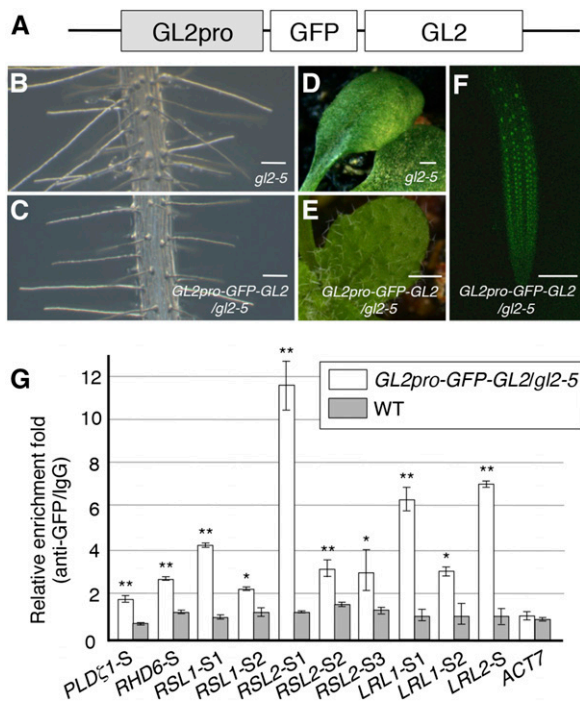 A
GL2pro GFP GL2
B
gl2-5
C
GL2pro-GFP-GL2
/gl2-5
D
gl2-5
E
GL2pro-GFP-GL2
/gl2-5
F
GL2pro-GFP-GL2
/gl2-5
G
Relative enrichment fold
(anti-GFP/IgG)
12
10
8
6
4
2
0
GL2pro-GFP-GL2/gl2-5
WT
** ** ** * ** ** * ** * **
PLDζ1-S
RHD6-S
RSL1-S1
RSL1-S2
RSL2-S1
RSL2-S2
RSL2-S3
LRL1-S1
LRL1-S2
LRL2-S
ACT7